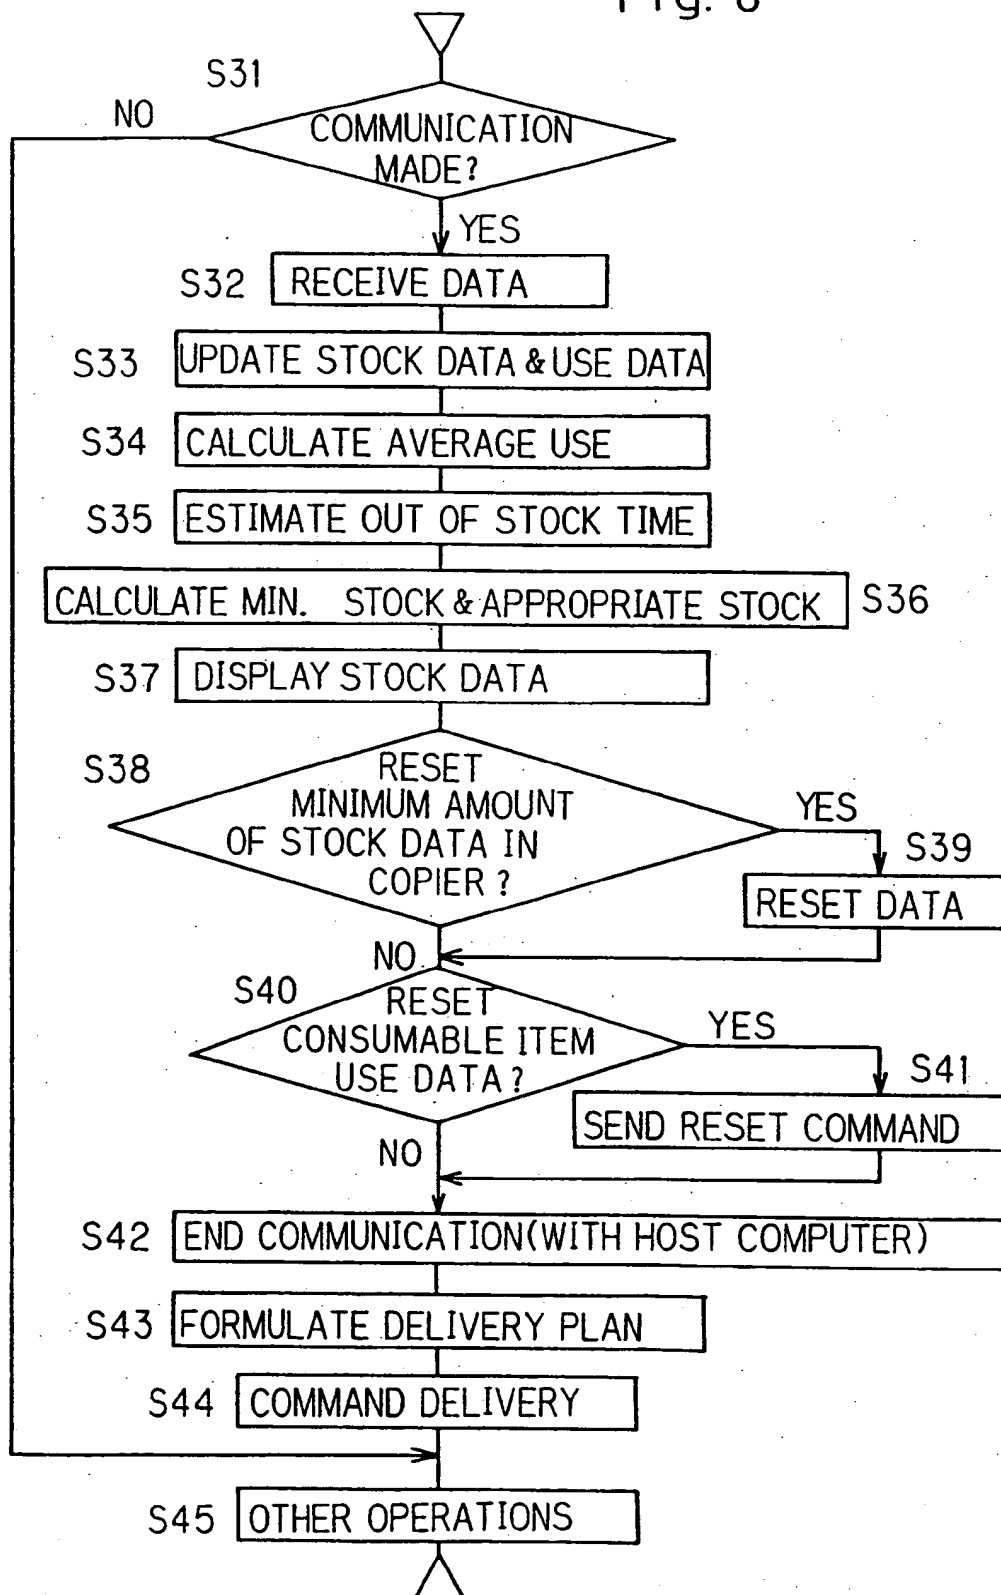 S31
NO
COMMUNICATION
MADE?
YES
S32
RECEIVE DATA
S33
UPDATE STOCK DATA & USE DATA
S34
CALCULATE AVERAGE USE
S35
ESTIMATE OUT OF STOCK TIME
CALCULATE MIN. STOCK & APPROPRIATE STOCK
S36
S37
DISPLAY STOCK DATA
S38
RESET
MINIMUM AMOUNT
OF STOCK DATA IN
COPIER ?
YES
S39
RESET DATA
NO
S40
RESET
CONSUMABLE ITEM
USE DATA ?
YES
S41
SEND RESET COMMAND
NO
S42
END COMMUNICATION(WITH HOST COMPUTER)
S43
FORMULATE DELIVERY PLAN
S44
COMMAND DELIVERY
S45
OTHER OPERATIONS